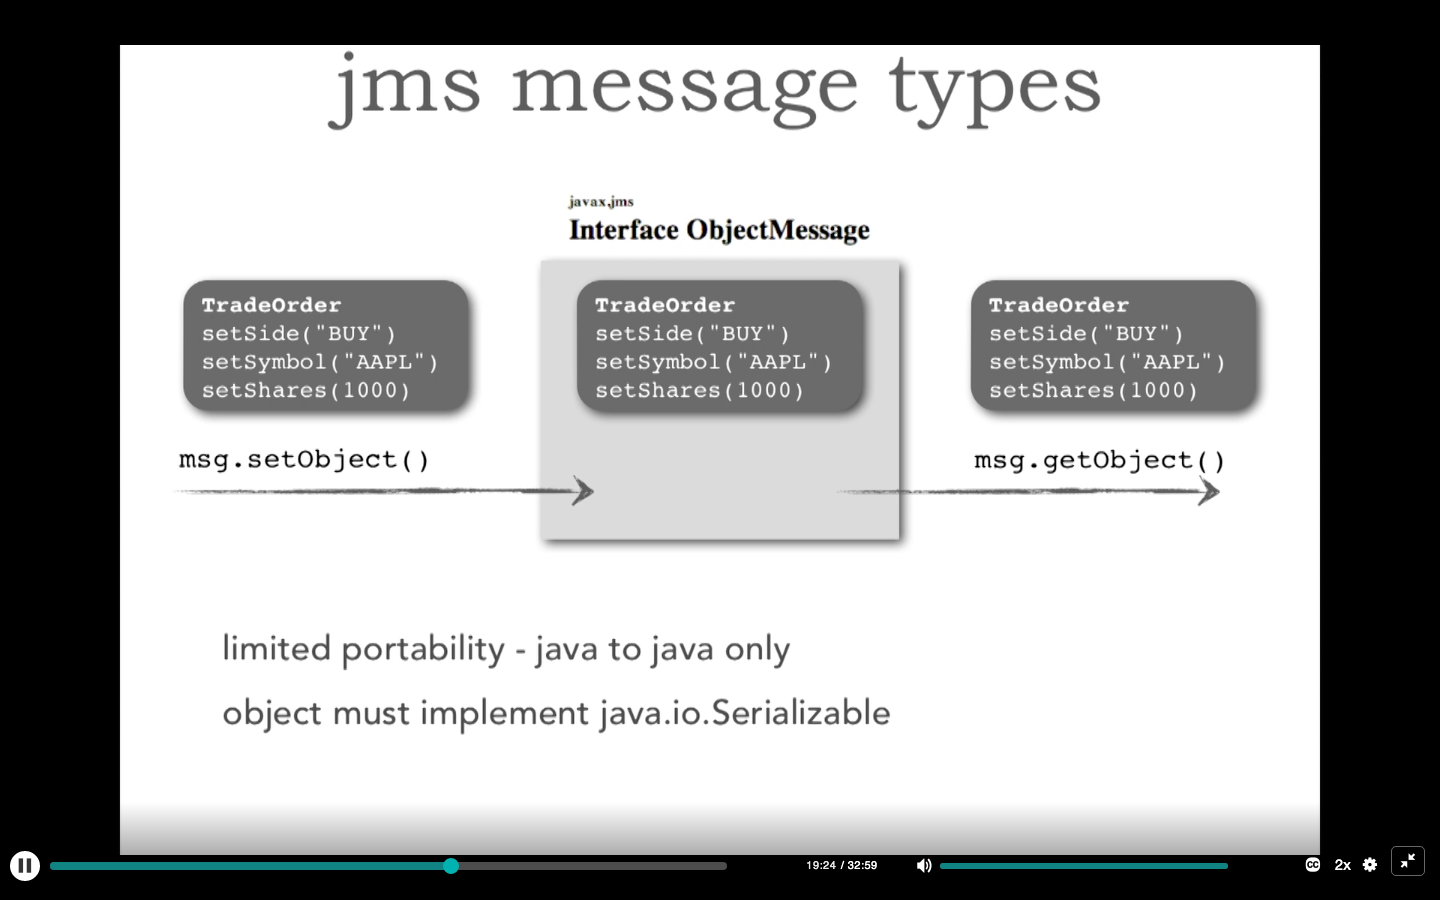 jms message types
javax.jms
Interface ObjectMessage
TradeOrder
setSide("BUY")
setSymbol("AAPL")
setShares(1000)
TradeOrder
setSide("BUY")
setSymbol("AAPL")
setShares(1000)
TradeOrder
setSide("BUY")
setSymbol("AAPL")
setShares(1000)
msg.setObject()
msg.getObject()
limited portability - java to java only
object must implement java.io.Serializable
19:24 / 32:59
CC
2x